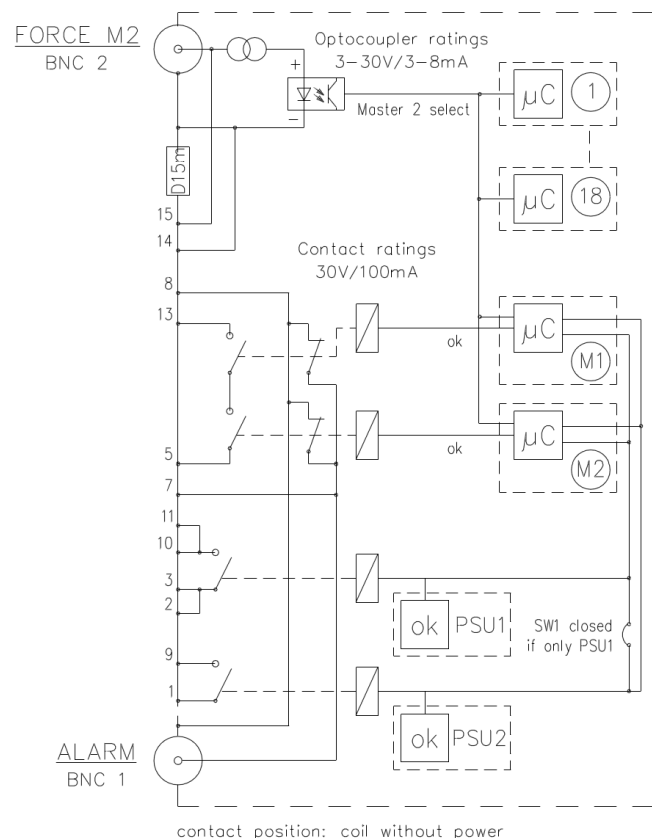 FORCE M2
BNC 2
Optocoupler ratings
3-30V/3-8mA
+
-
Master 2 select
μC 1
D15m
μC 18
15
14
Contact ratings
30V/100mA
8
13
ok
μC
M1
5
ok
μC
M2
7
11
10
3
2
ok PSU1
SW1 closed
if only PSU1
9
1
ok PSU2
ALARM
BNC 1
contact position: coil without power